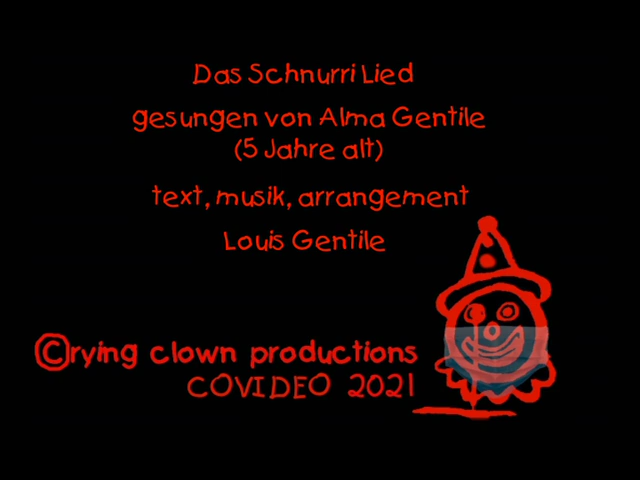 Das Schnurri Lied
gesungen von Alma Gentile
(5 Jahre alt)
text, musik, arrangement
Louis Gentile
©rying clown productions
COVIDEO 2021